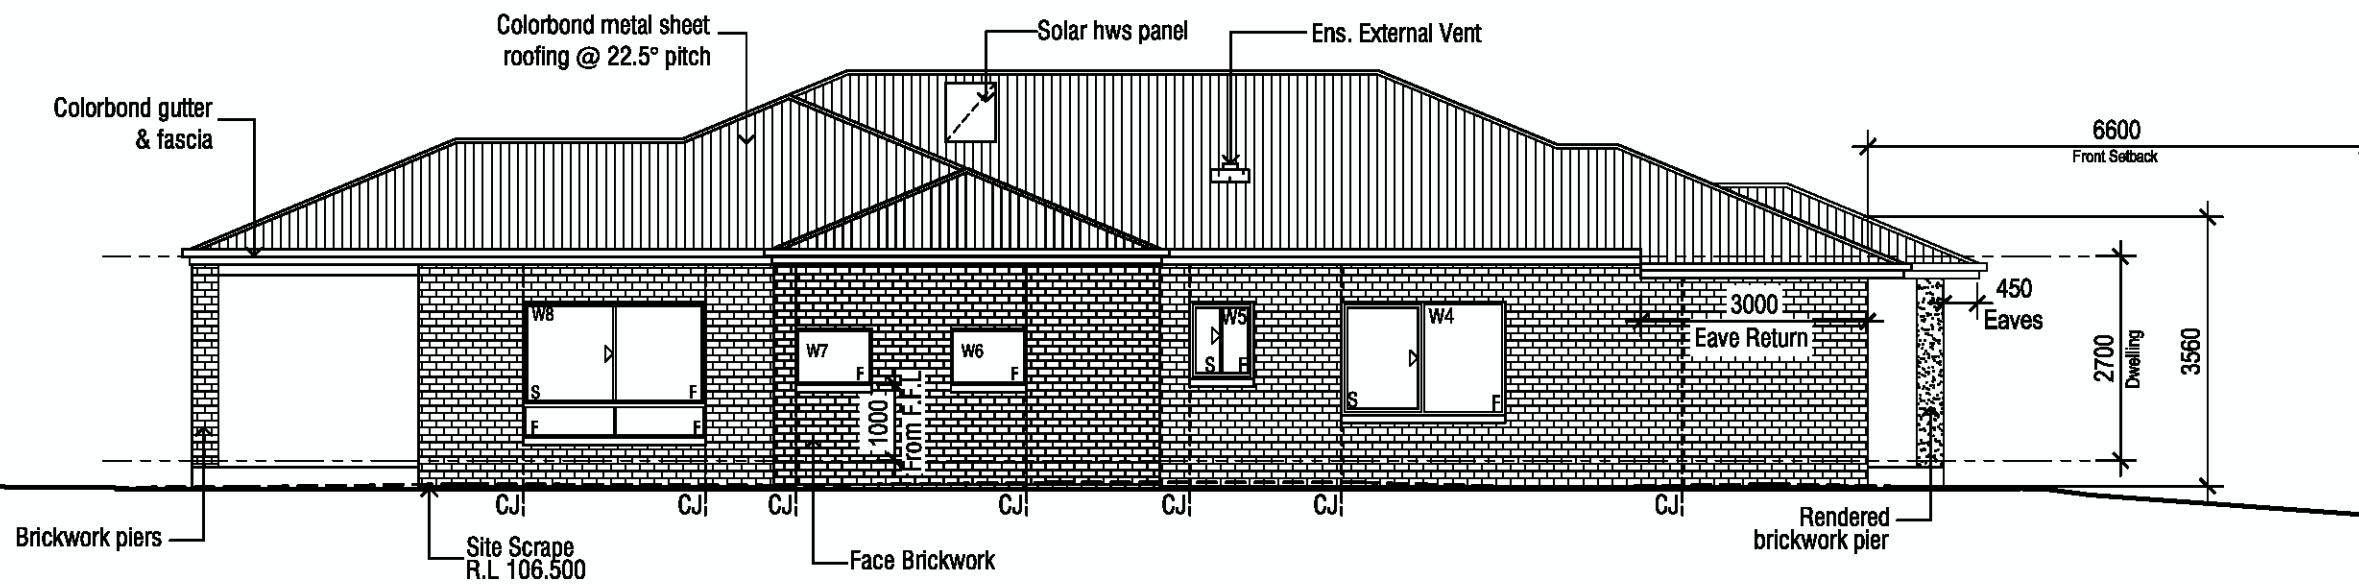 Colorbond metal sheet
roofing @ 22.5° pitch
Solar hws panel
Ens. External Vent
Colorbond gutter
& fascia
6600
Front Setback
450
Eaves
3000
Eave Return
2700
Dwelling
3560
W8
S
F
F
F
W7
F
W6
F
1000
From F.F.L
W5
S
F
W4
S
F
CJ
CJ
CJ
CJ
CJ
CJ
CJ
Brickwork piers
Site Scrape
R.L 106.500
Face Brickwork
Rendered
brickwork pier